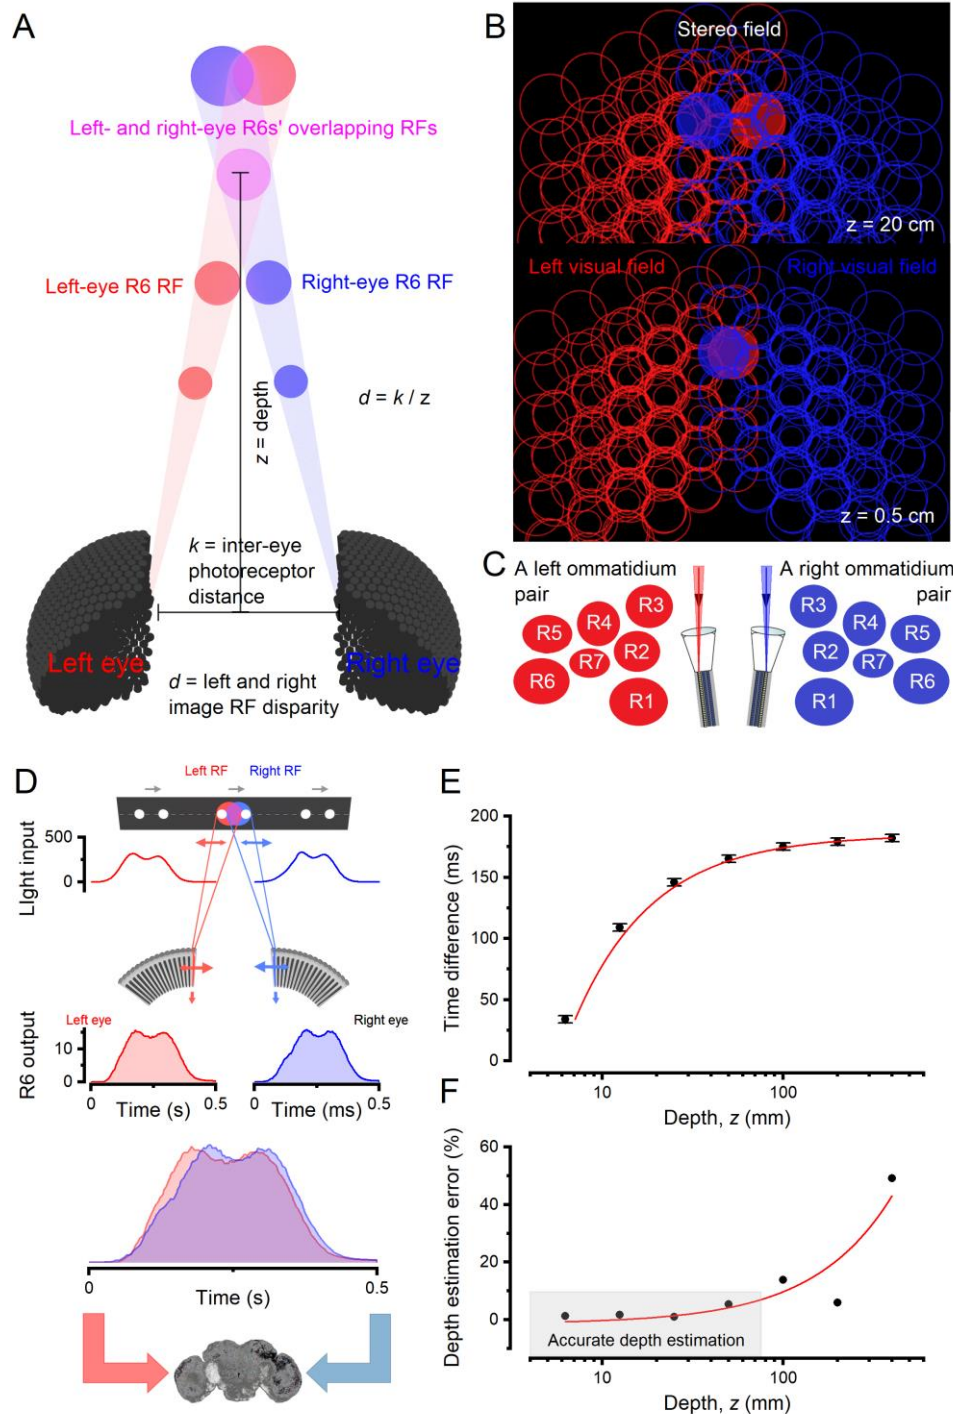 A
Left- and right-eye R6s' overlapping RFs
Left-eye R6 RF
Right-eye R6 RF
z = depth
d = k / z
k = inter-eye
photoreceptor
distance
Left eye
Right eye
d = left and right
image RF disparity
B
Stereo field
z = 20 cm
Left visual field
Right visual field
z = 0.5 cm
C
A left ommatidium
pair
R3
R4
R5
R2
R7
R6
R1
A right ommatidium
pair
R3
R4
R5
R2
R7
R6
R1
D
Left RF
Right RF
LIght input
500
0
R6 output
Left eye
Right eye
10
0
0
0.5
0
0.5
Time (s)
Time (ms)
0
0.5
Time (s)
E
Time difference (ms)
200
150
100
50
0
10
100
Depth, z (mm)
F
Depth estimation error (%)
60
40
20
0
Accurate depth estimation
10
100
Depth, z (mm)